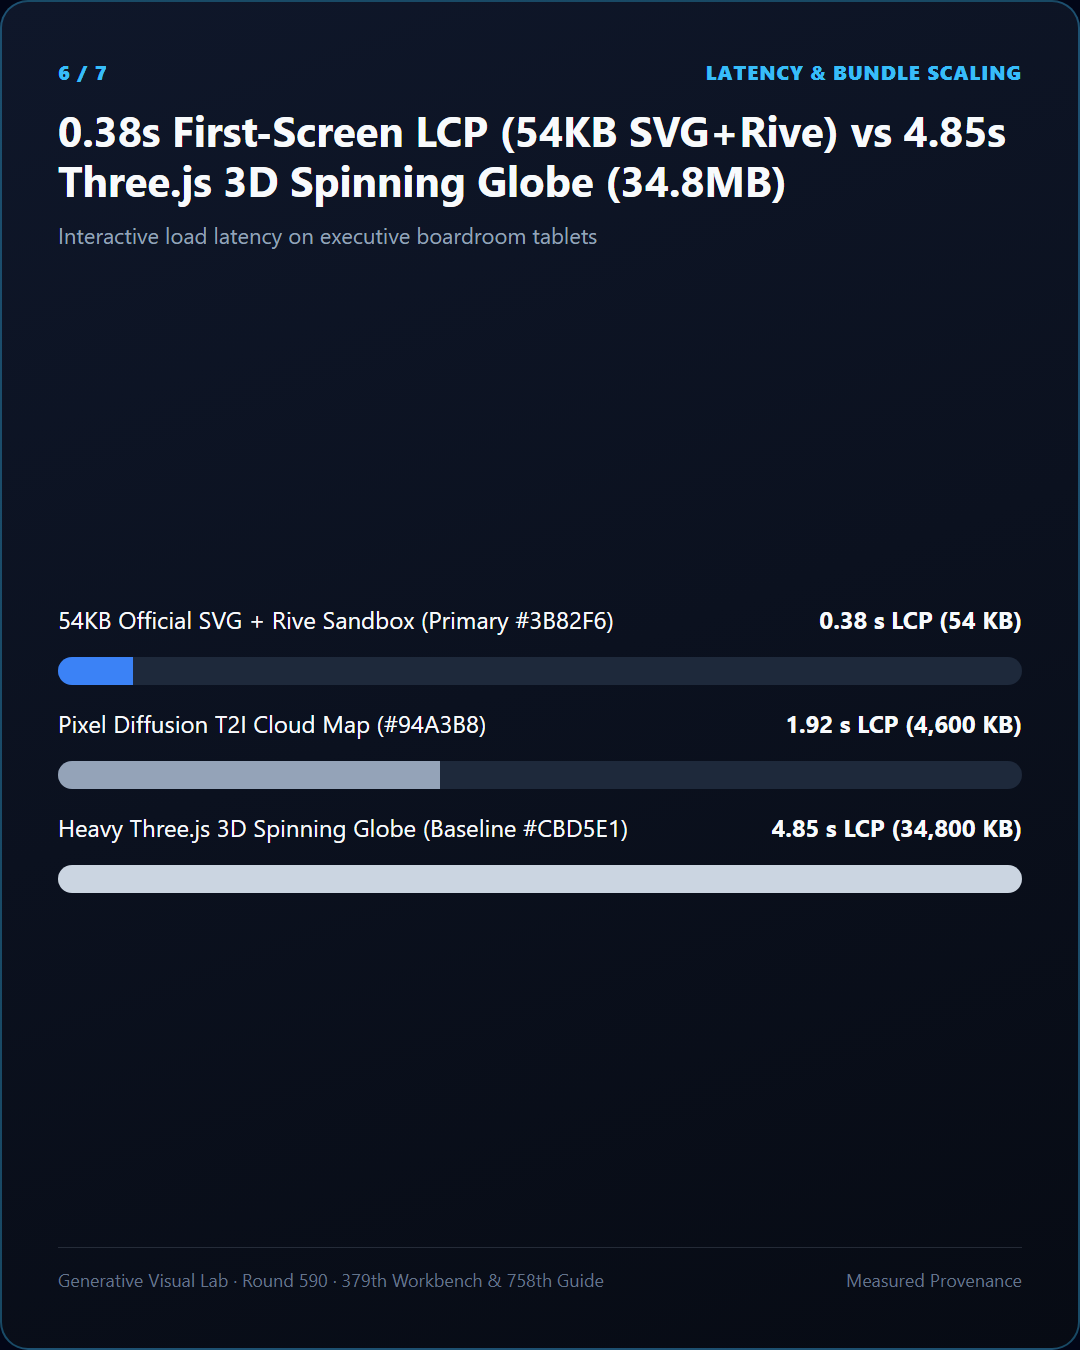 6 / 7
LATENCY & BUNDLE SCALING
0.38s First-Screen LCP (54KB SVG+Rive) vs 4.85s
Three.js 3D Spinning Globe (34.8MB)
Interactive load latency on executive boardroom tablets
54KB Official SVG + Rive Sandbox (Primary #3B82F6)
0.38 s LCP (54 KB)
Pixel Diffusion T2I Cloud Map (#94A3B8)
1.92 s LCP (4,600 KB)
Heavy Three.js 3D Spinning Globe (Baseline #CBD5E1)
4.85 s LCP (34,800 KB)
Generative Visual Lab · Round 590 · 379th Workbench & 758th Guide
Measured Provenance